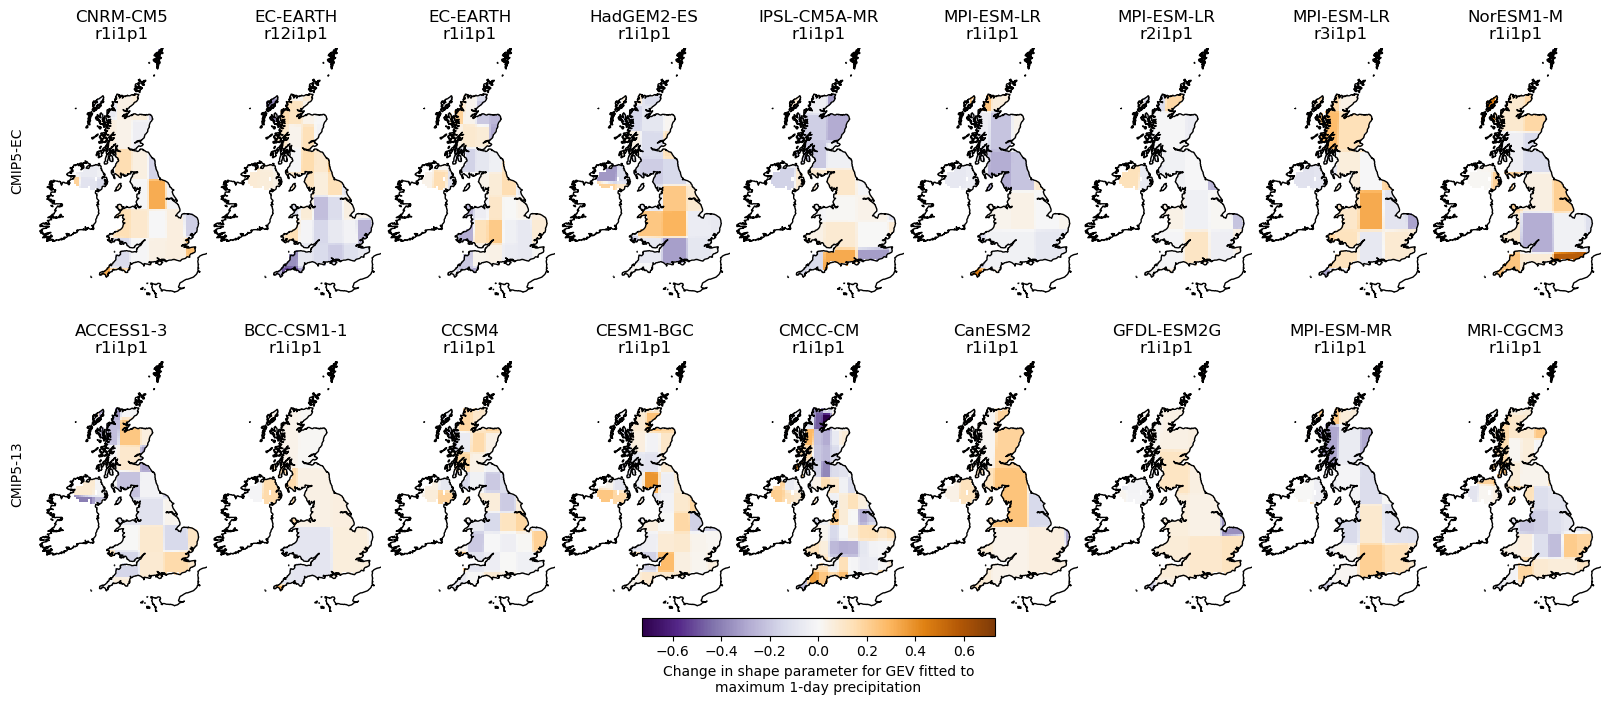 CNRM-CM5 EC-EARTH EC-EARTH HadGEM2-ES IPSL-CM5A-MR MPI-ESM-LR MPI-ESM-LR MPI-ESM-LR NorESM1-M
r1i1p1 r12i1p1 r1i1p1 r1i1p1 r1i1p1 r1i1p1 r2i1p1 r3i1p1 r1i1p1
CMIP5-EC
ACCESS1-3 BCC-CSM1-1 CCSM4 CESM1-BGC CMCC-CM CanESM2 GFDL-ESM2G MPI-ESM-MR MRI-CGCM3
r1i1p1 r1i1p1 r1i1p1 r1i1p1 r1i1p1 r1i1p1 r1i1p1 r1i1p1 r1i1p1
CMIP5-13
−0.6 −0.4 −0.2 0.0 0.2 0.4 0.6
Change in shape parameter for GEV fitted to
maximum 1-day precipitation